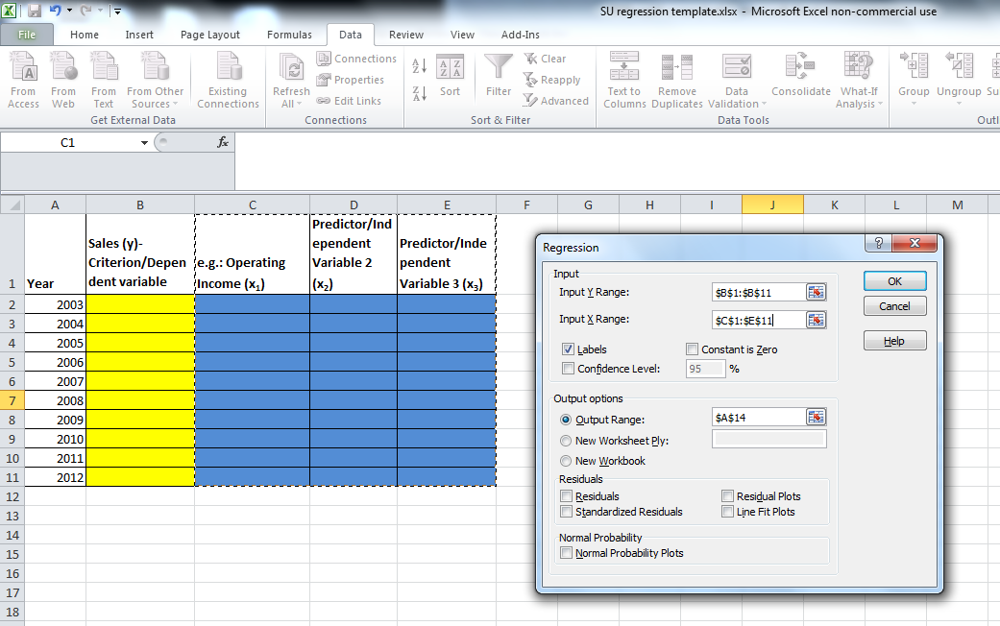 SU regression template.xlsx - Microsoft Excel non-commercial use
File Home Insert Page Layout Formulas Data Review View Add-Ins
From Access
From Web
From Text
From Other Sources
Existing Connections
Get External Data
Refresh All
Connections
Properties
Edit Links
Connections
Sort
Filter
Clear
Reapply
Advanced
Sort & Filter
Text to Columns
Remove Duplicates
Data Validation
Consolidate
What-If Analysis
Data Tools
Group
Ungroup
Su
Outl
C1
fx
A B C D E F G H I J K L M
1
Year
Sales (y)-
Criterion/Depen
dent variable
e.g.: Operating
Income (x1)
Predictor/Ind
ependent
Variable 2
(x2)
Predictor/Inde
pendent
Variable 3 (x3)
2 2003
3 2004
4 2005
5 2006
6 2007
7 2008
8 2009
9 2010
10 2011
11 2012
12
13
14
15
16
17
18
Regression
?
Input
Input Y Range: $B$1:$B$11
Input X Range: $C$1:$E$11
Labels Constant is Zero
Confidence Level: 95 %
Output options
Output Range: $A$14
New Worksheet Ply:
New Workbook
Residuals
Residuals Residual Plots
Standardized Residuals Line Fit Plots
Normal Probability
Normal Probability Plots
OK
Cancel
Help